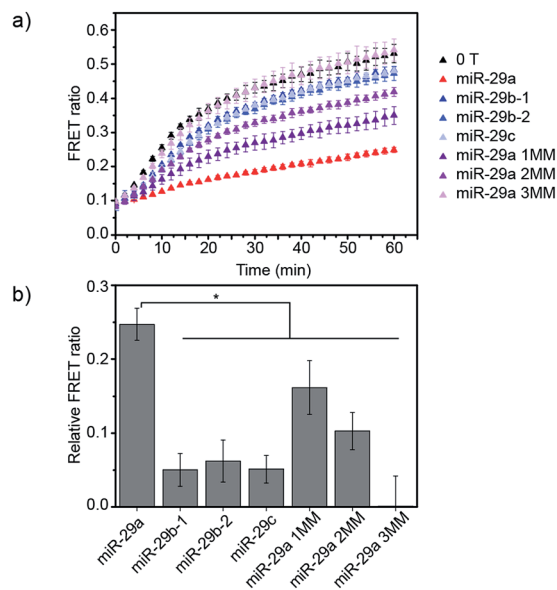 a)
FRET ratio
0.6
0.5
0.4
0.3
0.2
0.1
0.0
0 10 20 30 40 50 60
Time (min)
0 T
miR-29a
miR-29b-1
miR-29b-2
miR-29c
miR-29a 1MM
miR-29a 2MM
miR-29a 3MM
b)
Relative FRET ratio
0.3
0.2
0.1
0.0
*
miR-29a
miR-29b-1
miR-29b-2
miR-29c
miR-29a 1MM
miR-29a 2MM
miR-29a 3MM